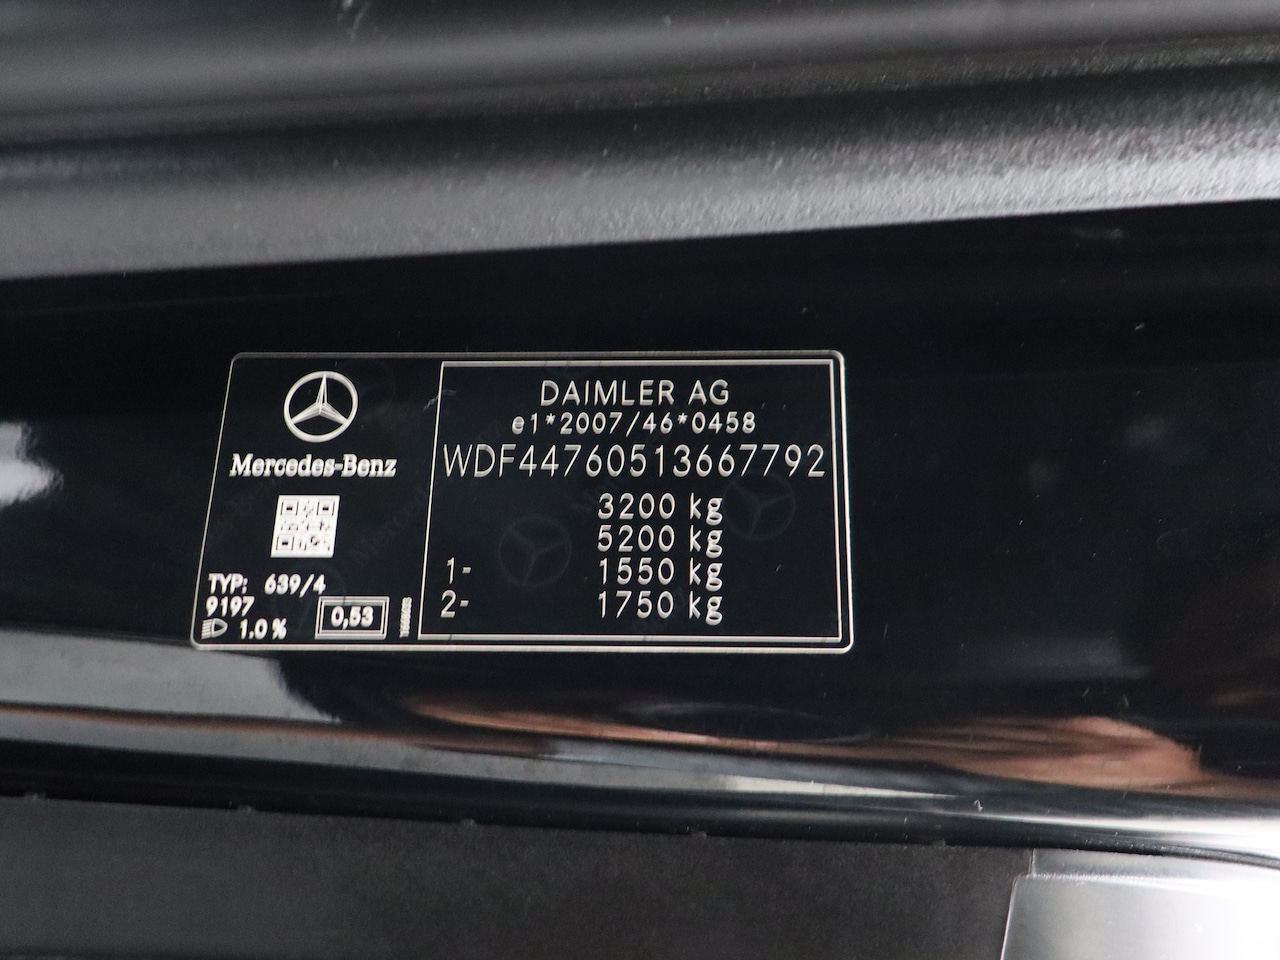 Mercedes-Benz
TYP: 639/4
9197
1.0 %
0,53
DAIMLER AG
e1*2007/46*0458
WDF44760513667792
3200 kg
5200 kg
1- 1550 kg
2- 1750 kg